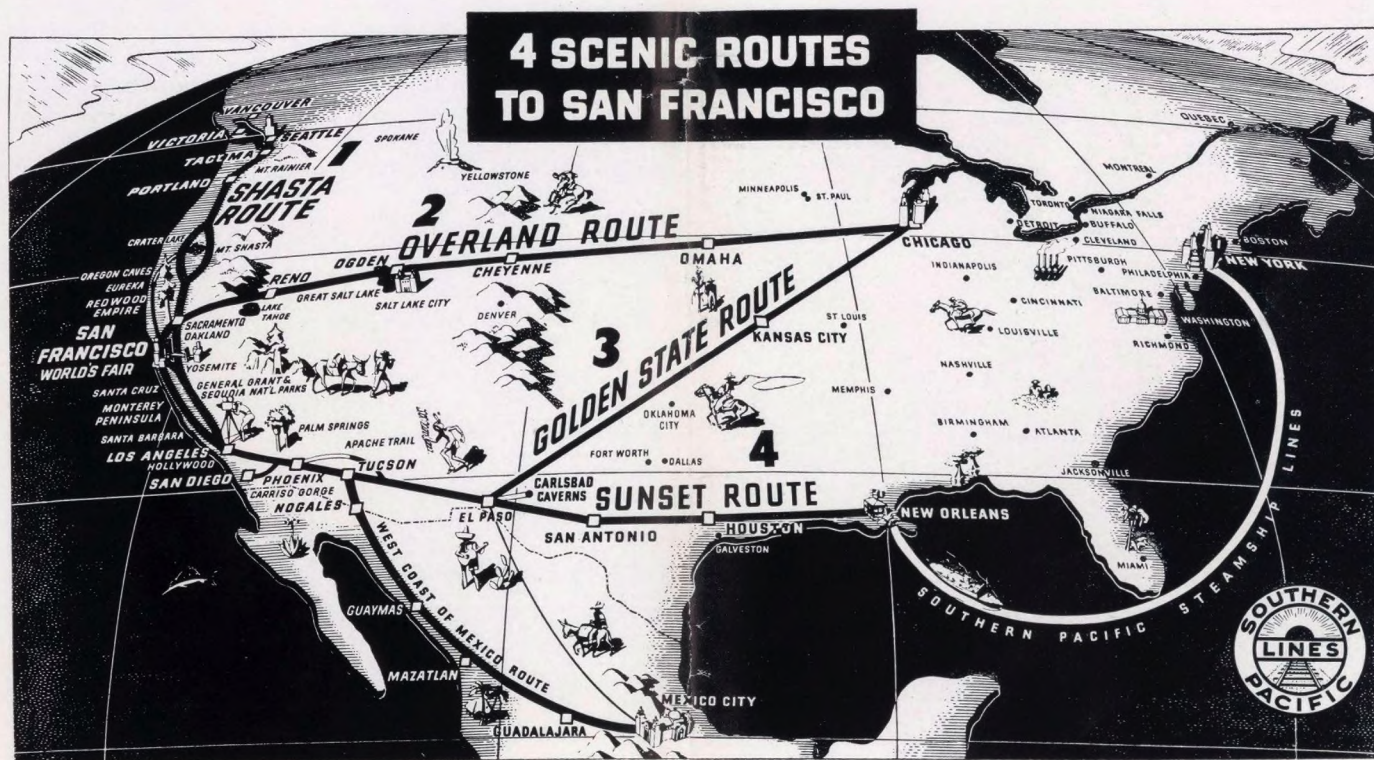 4 SCENIC ROUTES
TO SAN FRANCISCO
VANCOUVER
VICTORIA
SEATTLE
SPOKANE
TACOMA
MT. RAINIER
1
PORTLAND
SHASTA
ROUTE
YELLOWSTONE
MINNEAPOLIS
ST. PAUL
QUEBEC
MONTREAL
TORONTO
NIAGARA FALLS
DETROIT
BUFFALO
CLEVELAND
BOSTON
NEW YORK
2
OVERLAND ROUTE
CRATER LAKE
MT. SHASTA
OGDEN
CHEYENNE
OMAHA
CHICAGO
INDIANAPOLIS
PITTSBURGH
PHILADELPHIA
OREGON CAVES
EUREKA
REDWOOD
EMPIRE
RENO
GREAT SALT LAKE
SALT LAKE CITY
LAKE
TAHOE
SACRAMENTO
OAKLAND
DENVER
CINCINNATI
BALTIMORE
WASHINGTON
SAN
FRANCISCO
WORLD'S FAIR
YOSEMITE
3
GOLDEN STATE ROUTE
ST LOUIS
KANSAS CITY
LOUISVILLE
RICHMOND
SANTA CRUZ
GENERAL GRANT &
SEQUOIA NAT'L. PARKS
NASHVILLE
MONTEREY
PENINSULA
OKLAHOMA
CITY
MEMPHIS
SANTA BARBARA
PALM SPRINGS
APACHE TRAIL
4
BIRMINGHAM
ATLANTA
LOS ANGELES
HOLLYWOOD
TUCSON
FORT WORTH
DALLAS
JACKSONVILLE
SAN DIEGO
PHOENIX
CARRISO GORGE
CARLSBAD
CAVERNS
SUNSET ROUTE
NOGALES
EL PASO
SAN ANTONIO
HOUSTON
NEW ORLEANS
GALVESTON
MIAMI
WEST COAST OF MEXICO ROUTE
GUAYMAS
MAZATLAN
GUADALAJARA
MEXICO CITY
SOUTHERN PACIFIC STEAMSHIP LINES
SOUTHERN
LINES
PACIFIC